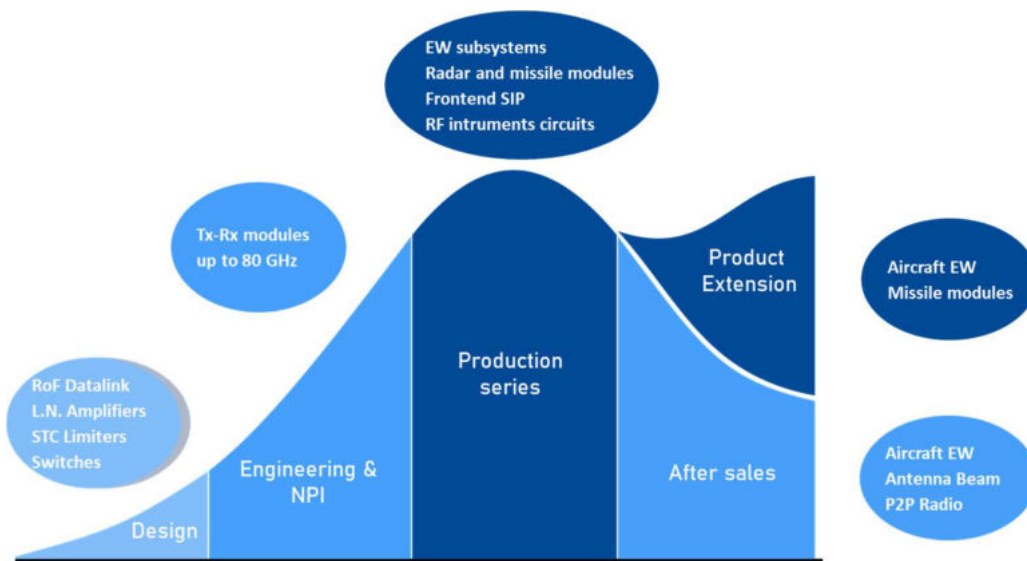 EW subsystems
Radar and missile modules
Frontend SIP
RF intruments circuits
Tx-Rx modules
up to 80 GHz
Product
Extension
Aircraft EW
Missile modules
Production
series
RoF Datalink
L.N. Amplifiers
STC Limiters
Switches
Engineering &
NPI
After sales
Aircraft EW
Antenna Beam
P2P Radio
Design